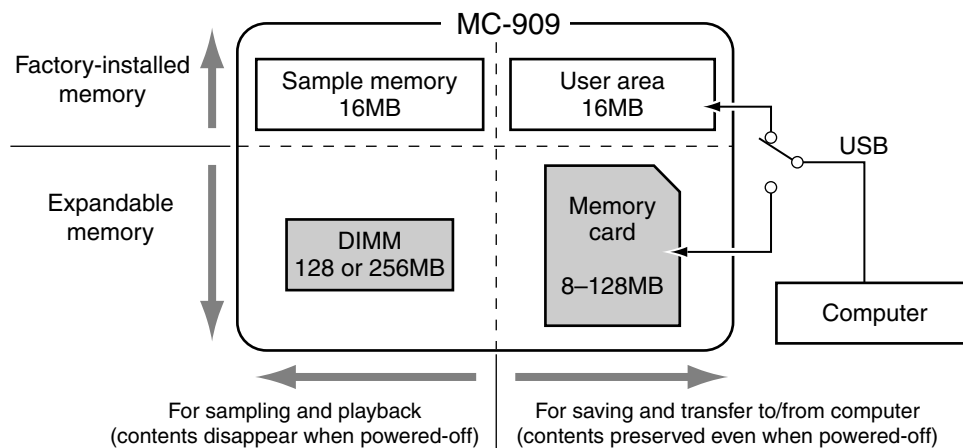 MC-909
Factory-installed
memory
Sample memory
16MB
User area
16MB
USB
Expandable
memory
DIMM
128 or 256MB
Memory
card
8–128MB
Computer
For sampling and playback
(contents disappear when powered-off)
For saving and transfer to/from computer
(contents preserved even when powered-off)